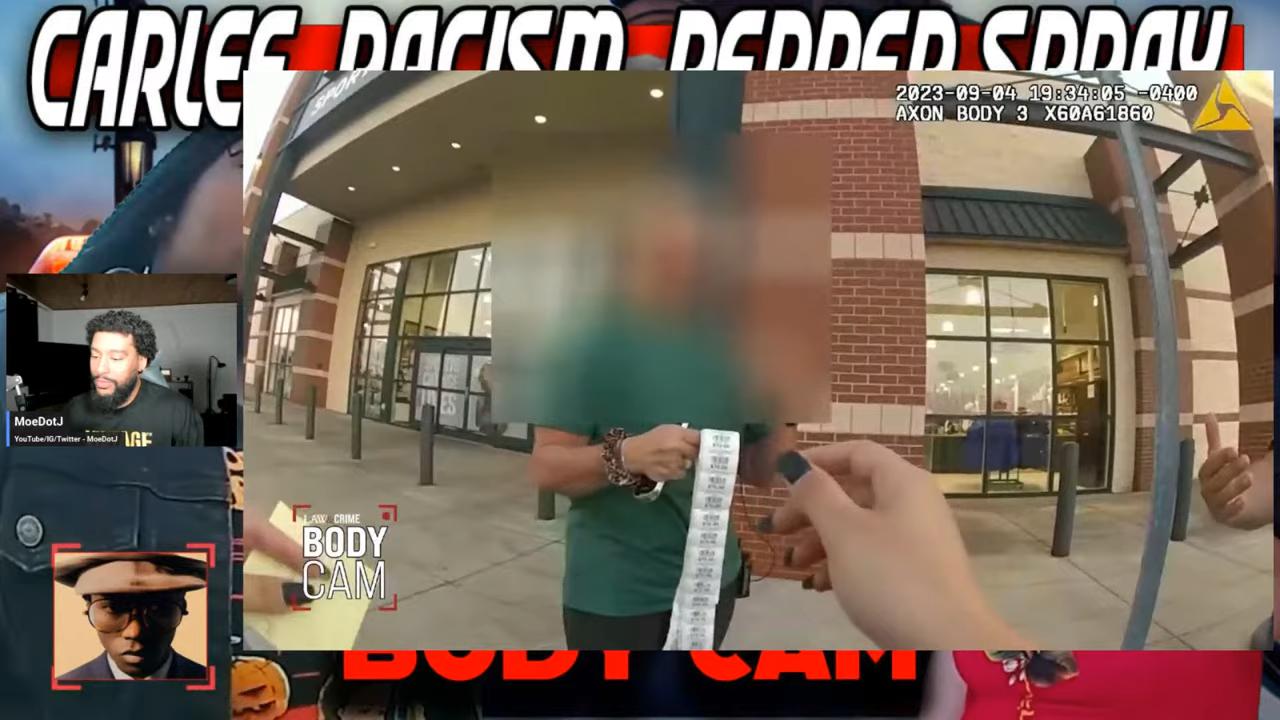 CARLEE RACISM PEPPER SPRAY
SPORT
2023-09-04 19:34:05 -0400
AXON BODY 3 X60A61860
MoeDotJ
YouTube/IG/Twitter - MoeDotJ
LAW & CRIME
BODY
CAM
BODY CAM